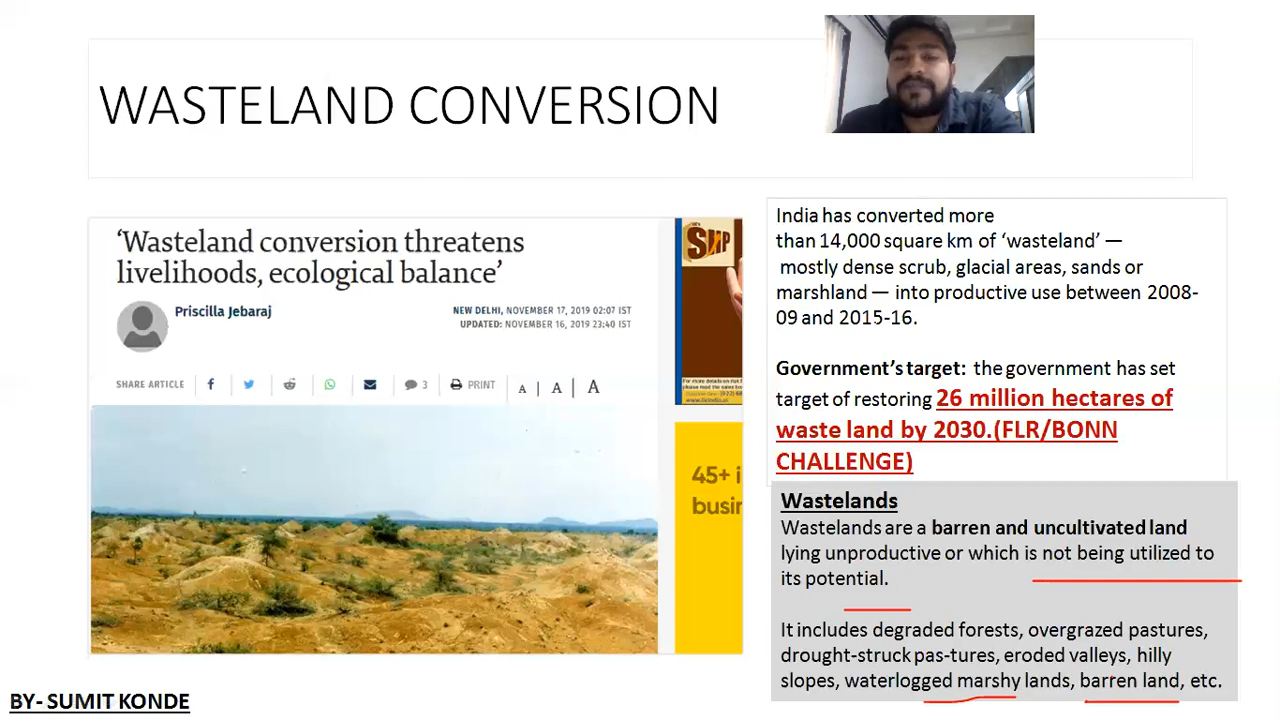 WASTELAND CONVERSION
‘Wasteland conversion threatens
livelihoods, ecological balance’
Priscilla Jebaraj
NEW DELHI, NOVEMBER 17, 2019 02:07 IST
UPDATED: NOVEMBER 16, 2019 23:40 IST
SHARE ARTICLE
3
PRINT
A | A | A
45+ i
busin
India has converted more
than 14,000 square km of ‘wasteland’ —
mostly dense scrub, glacial areas, sands or
marshland — into productive use between 2008-
09 and 2015-16.
Government’s target: the government has set
target of restoring 26 million hectares of
waste land by 2030.(FLR/BONN
CHALLENGE)
Wastelands
Wastelands are a barren and uncultivated land
lying unproductive or which is not being utilized to
its potential.
It includes degraded forests, overgrazed pastures,
drought-struck pas-tures, eroded valleys, hilly
slopes, waterlogged marshy lands, barren land, etc.
BY- SUMIT KONDE